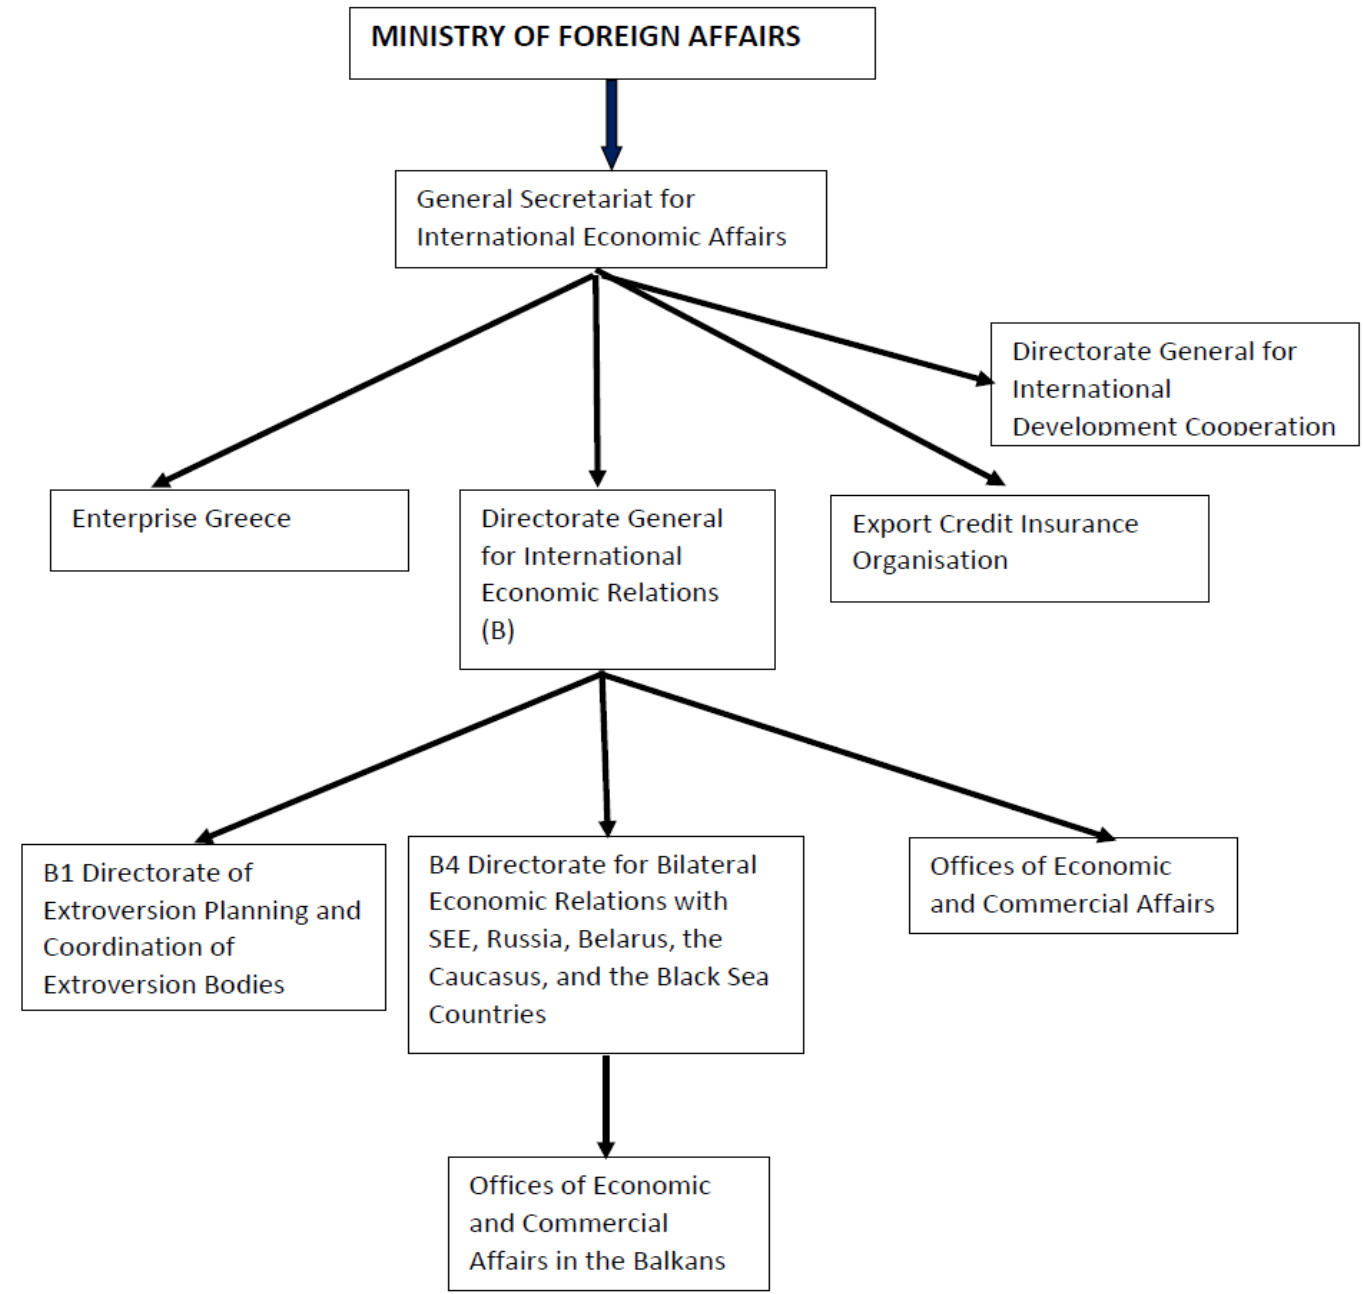 MINISTRY OF FOREIGN AFFAIRS
General Secretariat for
International Economic Affairs
Directorate General for
International
Development Cooperation
Enterprise Greece
Directorate General
for International
Economic Relations
(B)
Export Credit Insurance
Organisation
B1 Directorate of
Extroversion Planning and
Coordination of
Extroversion Bodies
B4 Directorate for Bilateral
Economic Relations with
SEE, Russia, Belarus, the
Caucasus, and the Black Sea
Countries
Offices of Economic
and Commercial Affairs
Offices of Economic
and Commercial
Affairs in the Balkans